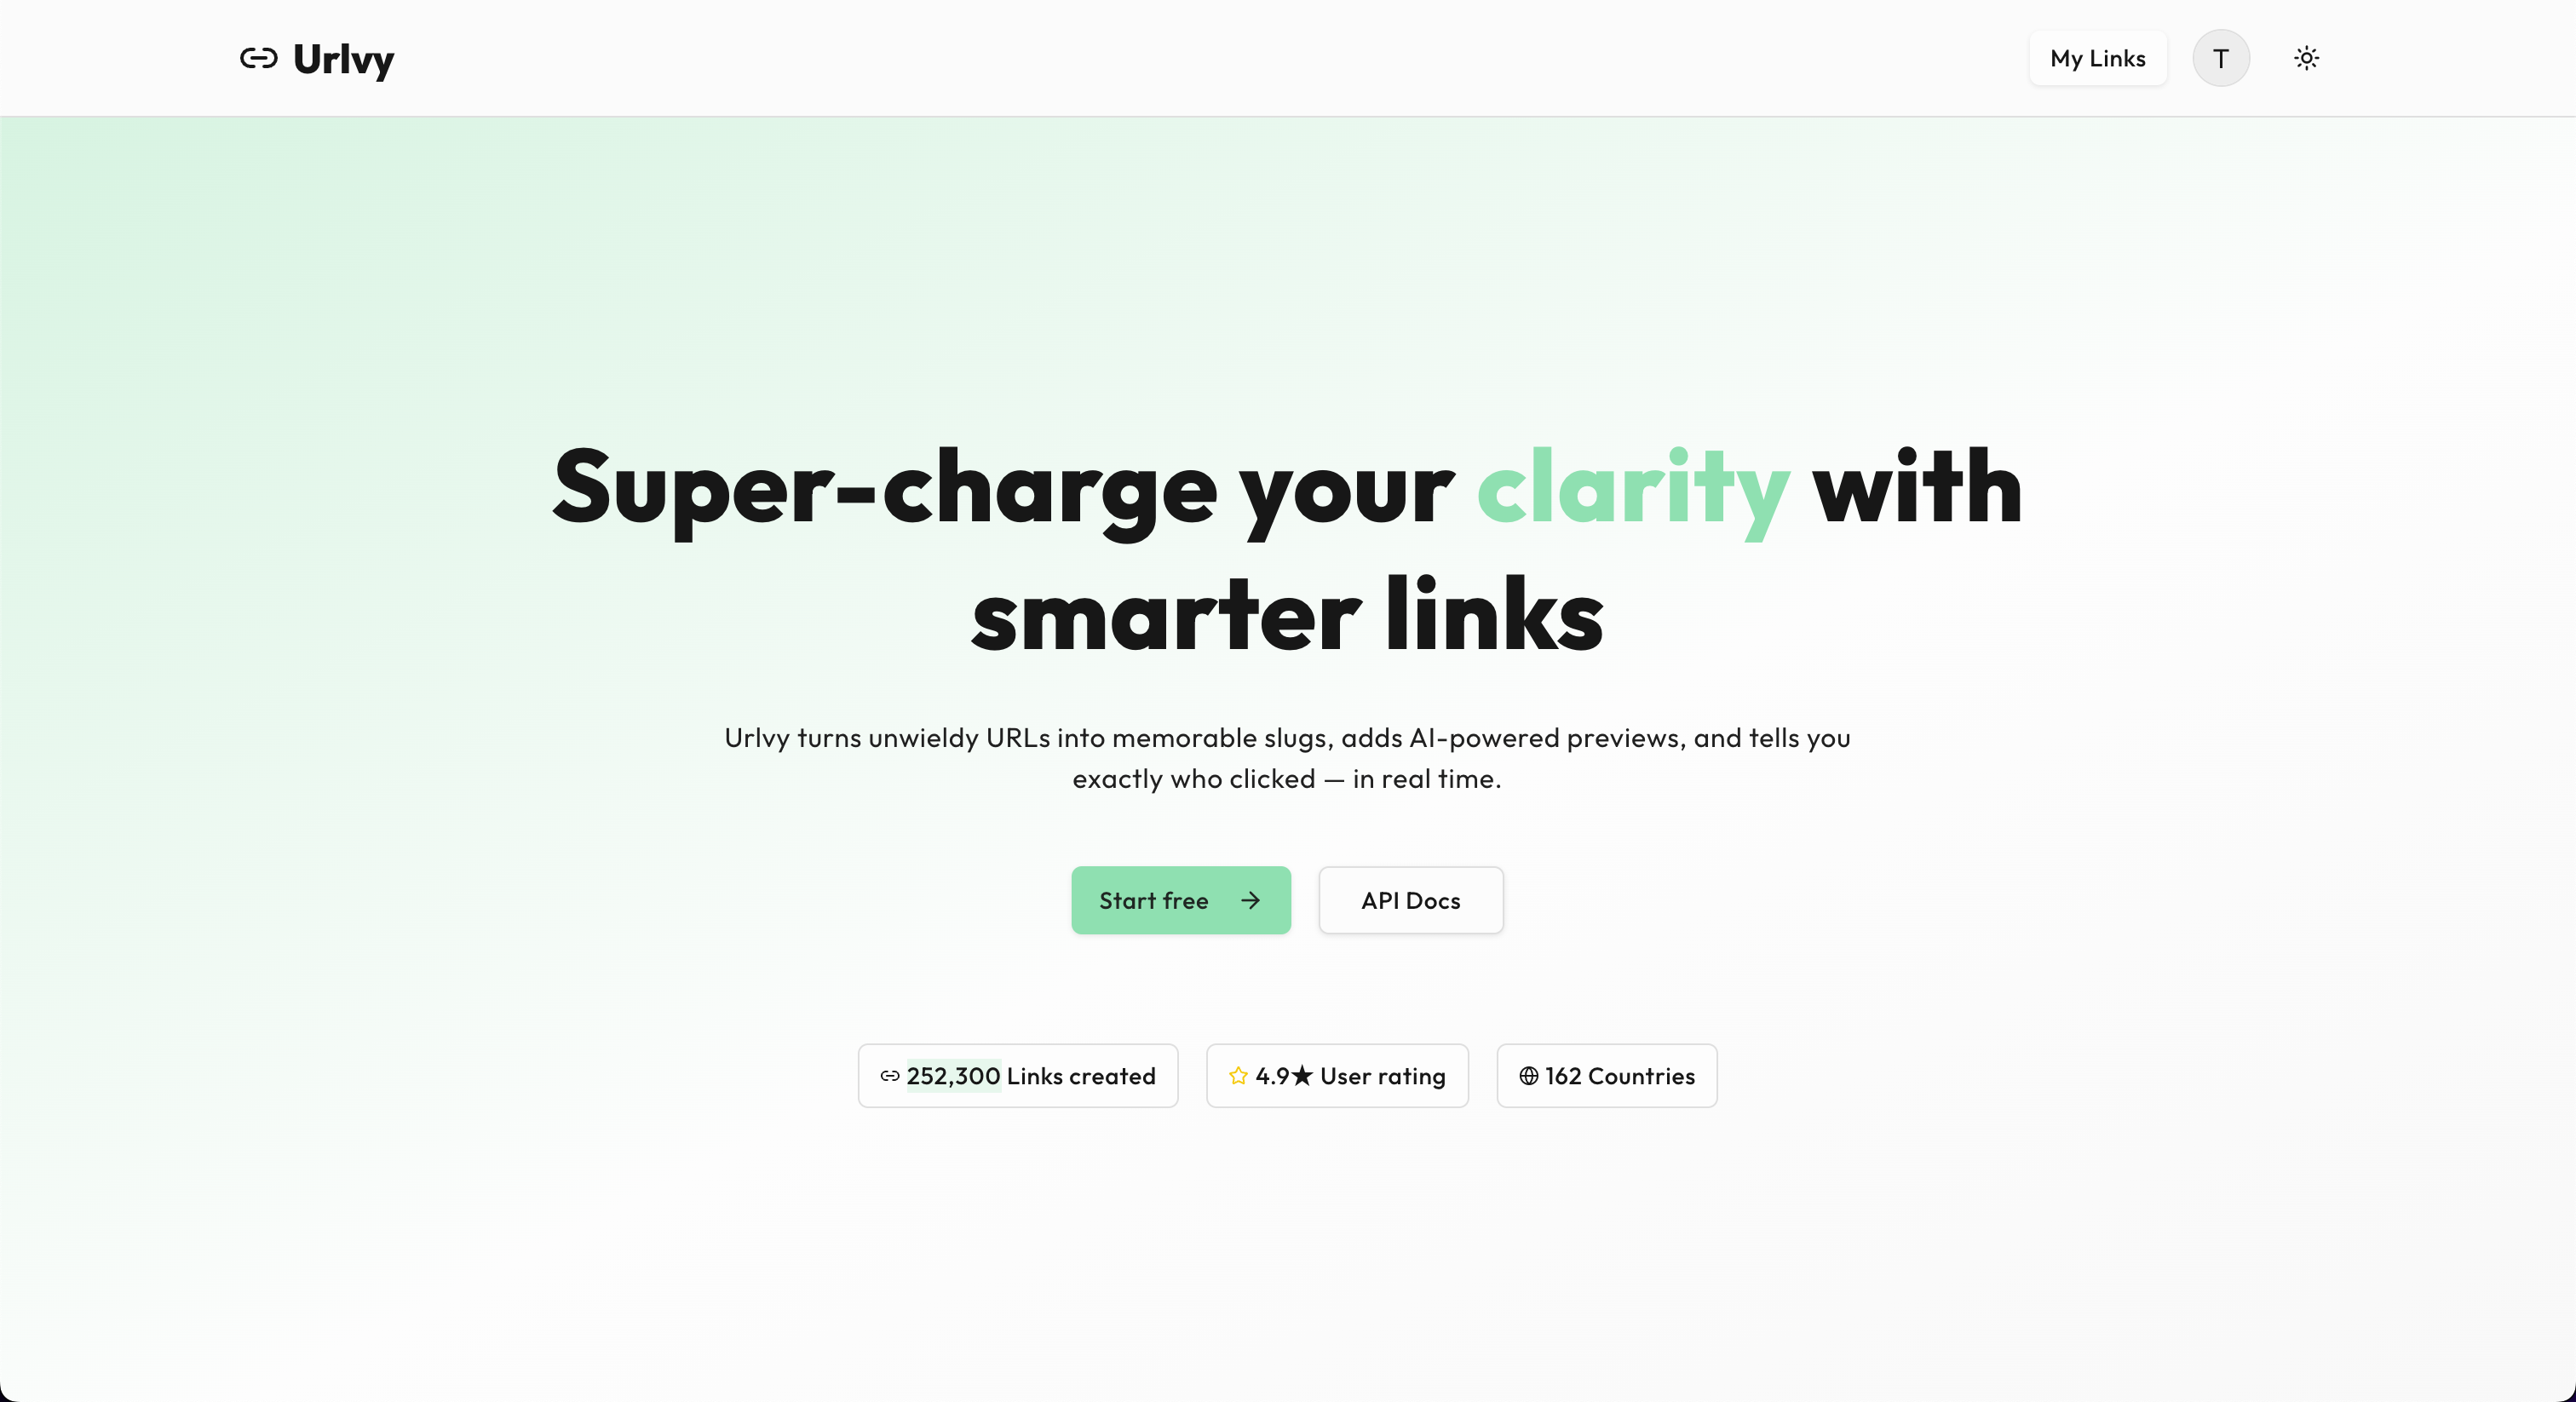 Urlvy
My Links
T
Super-charge your clarity with
smarter links
Urlvy turns unwieldy URLs into memorable slugs, adds AI-powered previews, and tells you
exactly who clicked — in real time.
Start free →
API Docs
252,300 Links created
4.9★ User rating
162 Countries